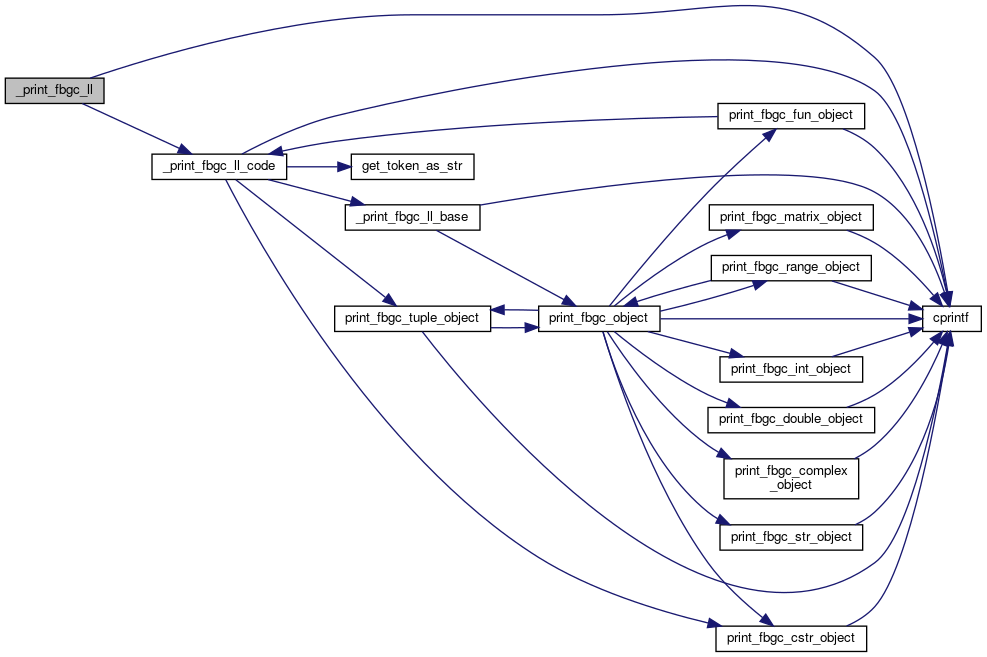 _print_fbgc_ll
_print_fbgc_ll_code
get_token_as_str
_print_fbgc_ll_base
print_fbgc_tuple_object
print_fbgc_object
print_fbgc_fun_object
print_fbgc_matrix_object
print_fbgc_range_object
cprintf
print_fbgc_int_object
print_fbgc_double_object
print_fbgc_complex
_object
print_fbgc_str_object
print_fbgc_cstr_object